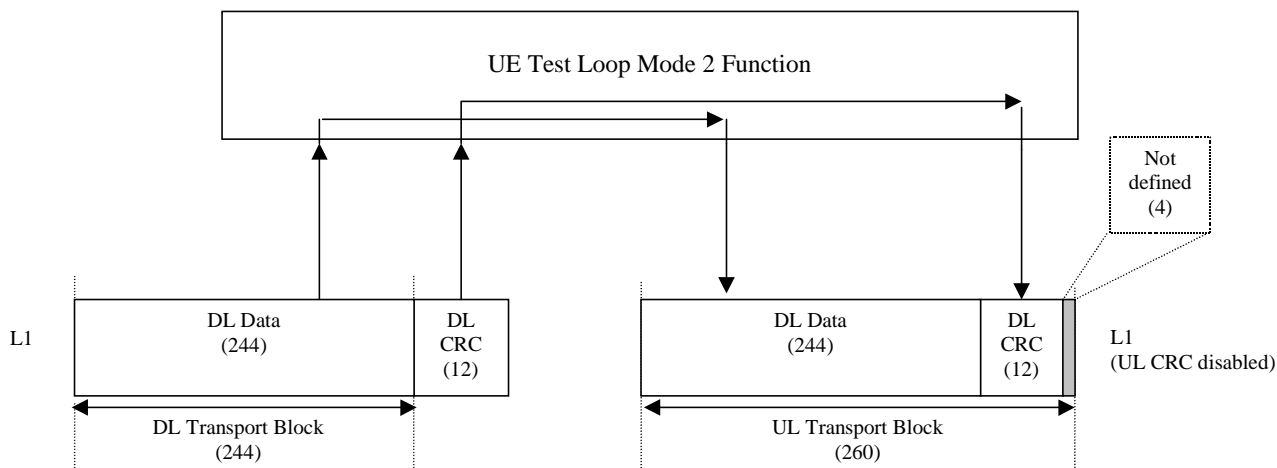 UE Test Loop Mode 2 Function
Not
defined
(4)
L1
DL Data
(244)
DL
CRC
(12)
DL Data
(244)
DL
CRC
(12)
L1
(UL CRC disabled)
DL Transport Block
(244)
UL Transport Block
(260)